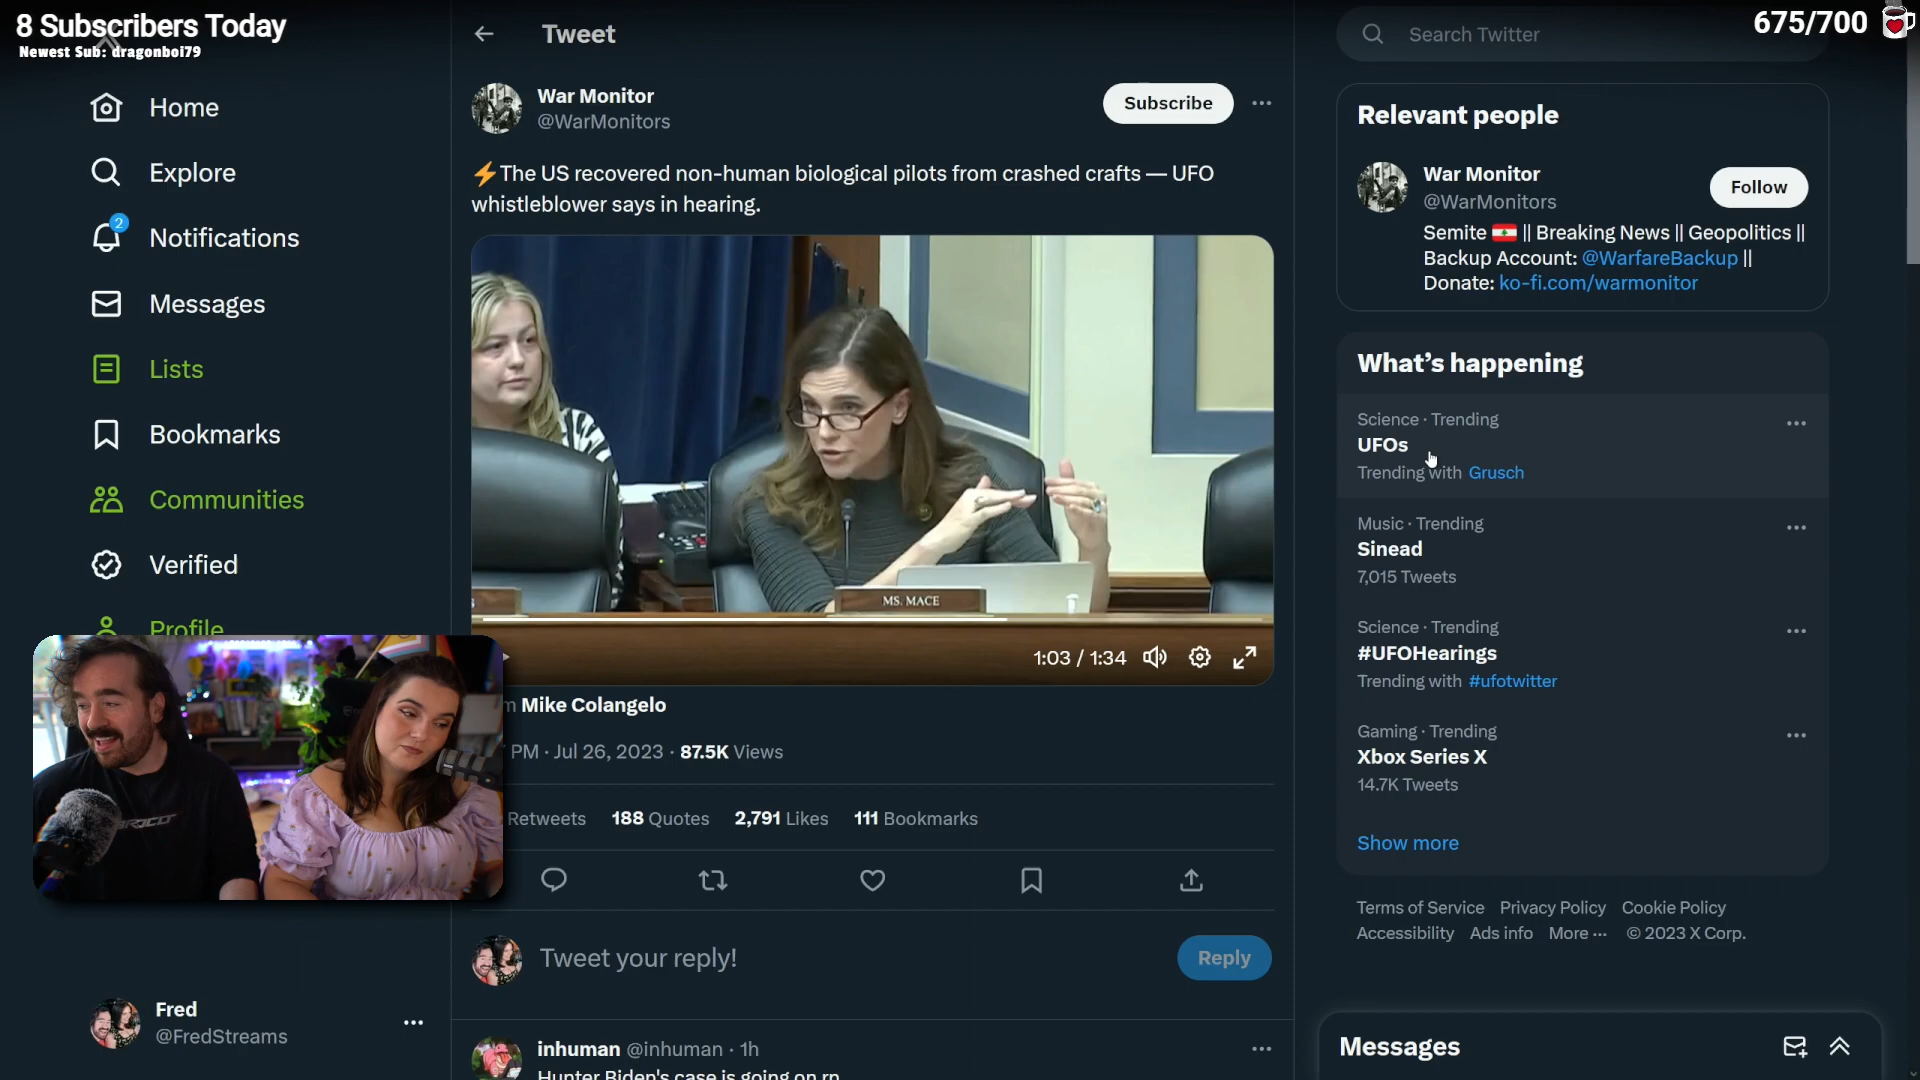 8 Subscribers Today
Newest Sub: dragonboi79
675/700
Home
Explore
2
Notifications
Messages
Lists
Bookmarks
Communities
Verified
Profile
Fred
@FredStreams
Tweet
War Monitor
@WarMonitors
Subscribe
⚡The US recovered non-human biological pilots from crashed crafts — UFO
whistleblower says in hearing.
MS. MACE
1:03 / 1:34
Mike Colangelo
PM · Jul 26, 2023 · 87.5K Views
Retweets 188 Quotes 2,791 Likes 111 Bookmarks
Tweet your reply!
Reply
inhuman @inhuman · 1h
Hunter Biden's case is going on rn
Search Twitter
Relevant people
War Monitor
@WarMonitors
Follow
Semite 🇱🇧 || Breaking News || Geopolitics ||
Backup Account: @WarfareBackup ||
Donate: ko-fi.com/warmonitor
What's happening
Science · Trending
UFOs
Trending with Grusch
Music · Trending
Sinead
7,015 Tweets
Science · Trending
#UFOHearings
Trending with #ufotwitter
Gaming · Trending
Xbox Series X
14.7K Tweets
Show more
Terms of Service Privacy Policy Cookie Policy
Accessibility Ads info More ··· © 2023 X Corp.
Messages